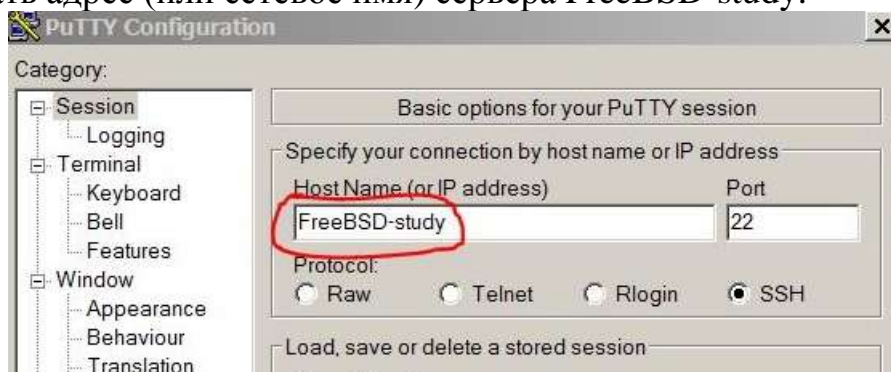 ть адрес (или сетевое имя) сервера FreeBSD-study.
PuTTY Configuration
Category:
Session
Logging
Terminal
Keyboard
Bell
Features
Window
Appearance
Behaviour
Translation
Basic options for your PuTTY session
Specify your connection by host name or IP address
Host Name (or IP address) Port
FreeBSD-study 22
Protocol:
Raw Telnet Rlogin SSH
Load, save or delete a stored session